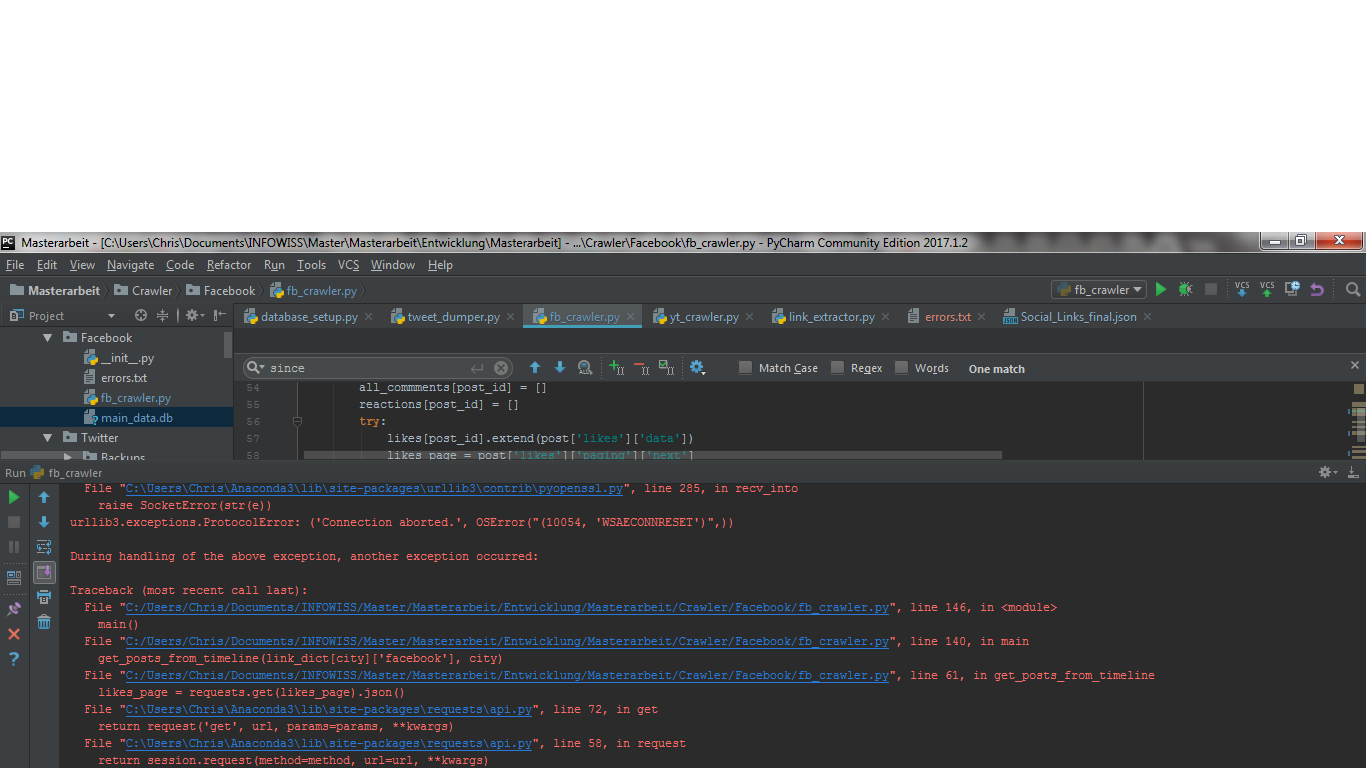 Masterarbeit - [C:\Users\Chris\Documents\INFOWISS\Master\Masterarbeit\Entwicklung\Masterarbeit] - ...\Crawler\Facebook\fb_crawler.py - PyCharm Community Edition 2017.1.2
File Edit View Navigate Code Refactor Run Tools VCS Window Help
Masterarbeit Crawler Facebook fb_crawler.py fb_crawler VCS VCS
Project database_setup.py tweet_dumper.py fb_crawler.py yt_crawler.py link_extractor.py errors.txt Social_Links_final.json
Facebook
__init__.py
errors.txt
fb_crawler.py
main_data.db
Twitter
Backups
since Match Case Regex Words One match
54 all_commments[post_id] = []
55 reactions[post_id] = []
56 try:
57 likes[post_id].extend(post['likes']['data'])
58 likes_page = post['likes']['paging']['next']
Run fb_crawler
File "C:\Users\Chris\Anaconda3\lib\site-packages\urllib3\contrib\pyopenssl.py", line 285, in recv_into
raise SocketError(str(e))
urllib3.exceptions.ProtocolError: ('Connection aborted.', OSError("(10054, 'WSAECONNRESET')",))
During handling of the above exception, another exception occurred:
Traceback (most recent call last):
File "C:/Users/Chris/Documents/INFOWISS/Master/Masterarbeit/Entwicklung/Masterarbeit/Crawler/Facebook/fb_crawler.py", line 146, in <module>
main()
File "C:/Users/Chris/Documents/INFOWISS/Master/Masterarbeit/Entwicklung/Masterarbeit/Crawler/Facebook/fb_crawler.py", line 140, in main
get_posts_from_timeline(link_dict[city]['facebook'], city)
File "C:/Users/Chris/Documents/INFOWISS/Master/Masterarbeit/Entwicklung/Masterarbeit/Crawler/Facebook/fb_crawler.py", line 61, in get_posts_from_timeline
likes_page = requests.get(likes_page).json()
File "C:\Users\Chris\Anaconda3\lib\site-packages\requests\api.py", line 72, in get
return request('get', url, params=params, **kwargs)
File "C:\Users\Chris\Anaconda3\lib\site-packages\requests\api.py", line 58, in request
return session.request(method=method, url=url, **kwargs)